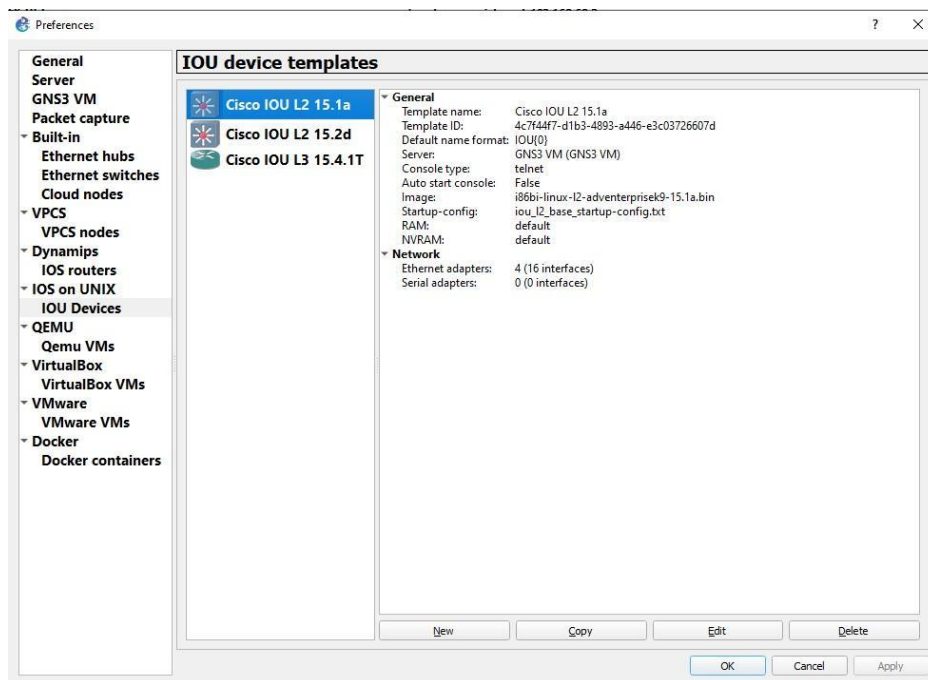 Preferences
General
Server
GNS3 VM
Packet capture
Built-in
Ethernet hubs
Ethernet switches
Cloud nodes
VPCS
VPCS nodes
Dynamips
IOS routers
IOS on UNIX
IOU Devices
QEMU
Qemu VMs
VirtualBox
VirtualBox VMs
VMware
VMware VMs
Docker
Docker containers
IOU device templates
Cisco IOU L2 15.1a
Cisco IOU L2 15.2d
Cisco IOU L3 15.4.1T
General
Template name: Cisco IOU L2 15.1a
Template ID: 4c7f44f7-d1b3-4893-a446-e3c03726607d
Default name format: IOU{0}
Server: GNS3 VM (GNS3 VM)
Console type: telnet
Auto start console: False
Image: i86bi-linux-l2-adventerprisek9-15.1a.bin
Startup-config: iou_l2_base_startup-config.txt
RAM: default
NVRAM: default
Network
Ethernet adapters: 4 (16 interfaces)
Serial adapters: 0 (0 interfaces)
New Copy Edit Delete
OK Cancel Apply